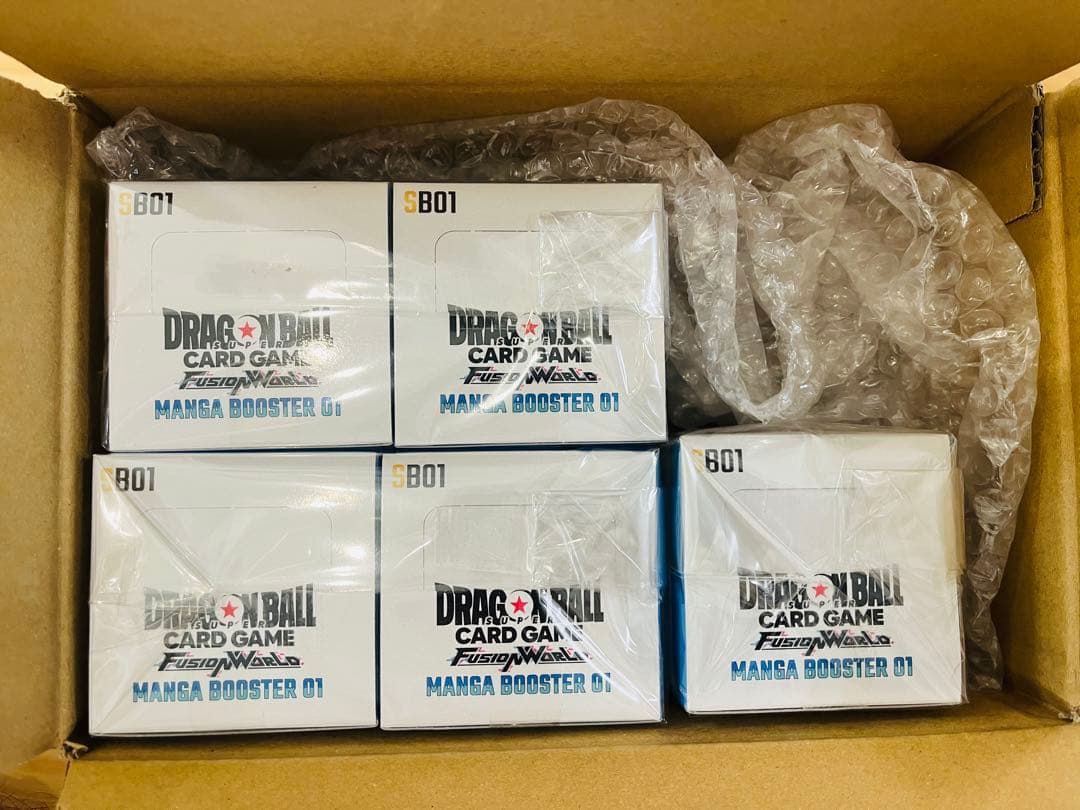 SB01
DRAGON BALL
SUPER
CARD GAME
FUSION WORLD
MANGA BOOSTER 01
SB01
DRAGON BALL
SUPER
CARD GAME
FUSION WORLD
MANGA BOOSTER 01
SB01
DRAGON BALL
SUPER
CARD GAME
FUSION WORLD
MANGA BOOSTER 01
SB01
DRAGON BALL
SUPER
CARD GAME
FUSION WORLD
MANGA BOOSTER 01
SB01
DRAGON BALL
SUPER
CARD GAME
FUSION WORLD
MANGA BOOSTER 01